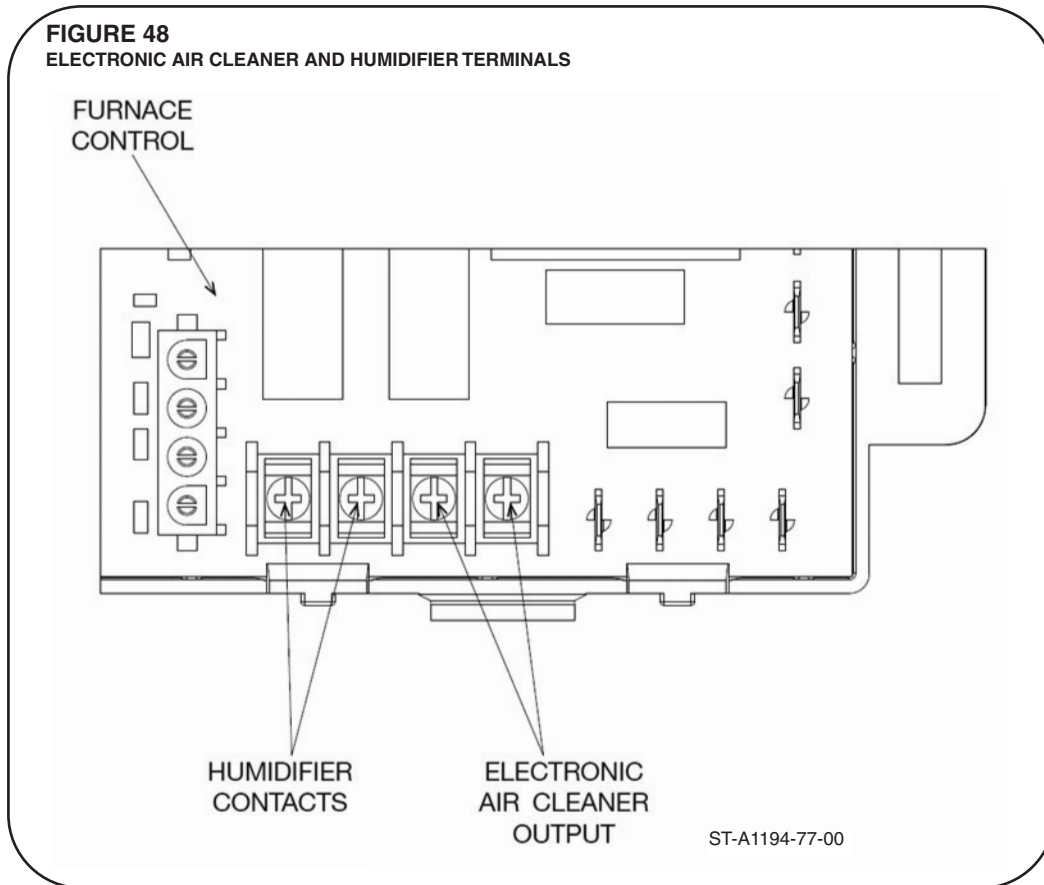 FIGURE 48
ELECTRONIC AIR CLEANER AND HUMIDIFIER TERMINALS
FURNACE
CONTROL
HUMIDIFIER
CONTACTS
ELECTRONIC
AIR CLEANER
OUTPUT
ST-A1194-77-00